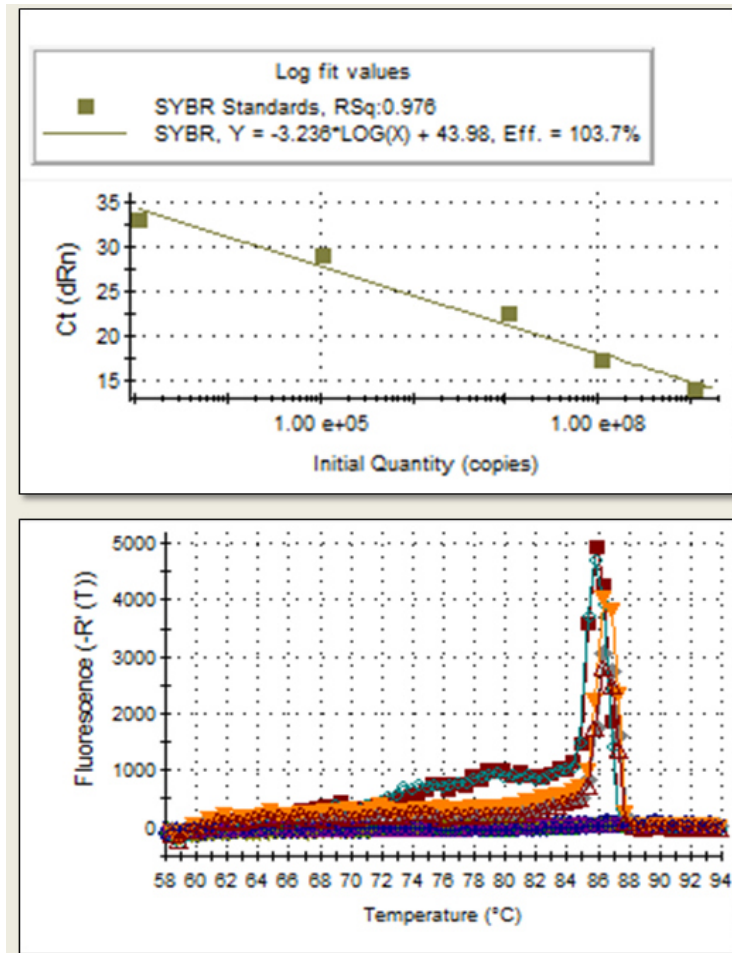 Log fit values
SYBR Standards, RSq:0.976
SYBR, Y = -3.236*LOG(X) + 43.98, Eff. = 103.7%
35
30
25
20
15
Ct (dRn)
1.00 e+05 1.00 e+08
Initial Quantity (copies)
5000
4000
3000
2000
1000
0
Fluorescence (-R' (T))
58 60 62 64 66 68 70 72 74 76 78 80 82 84 86 88 90 92 94
Temperature (°C)